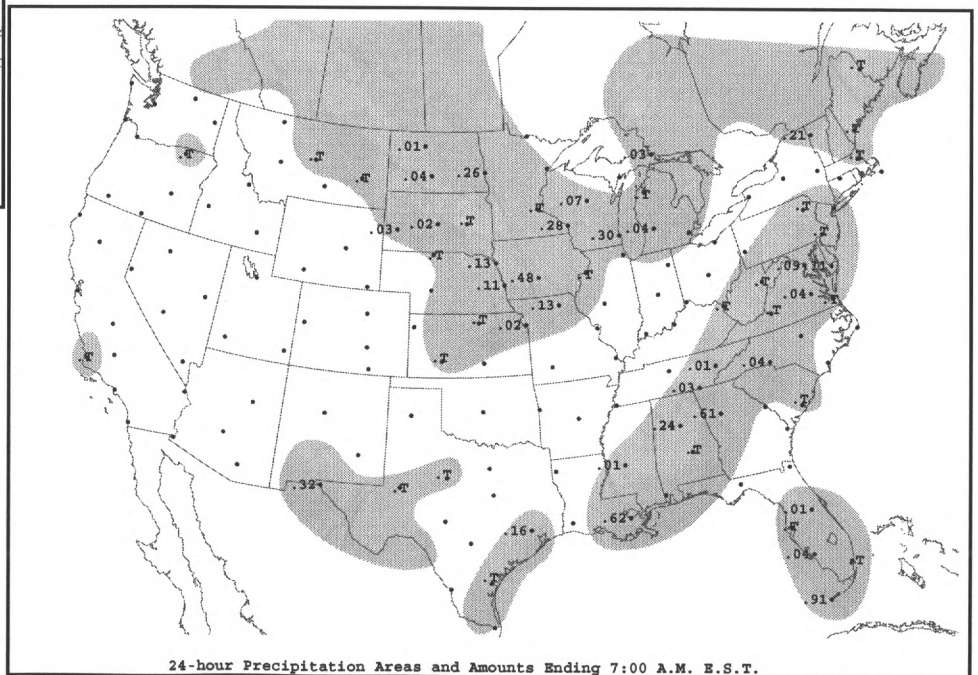 .T
.T
.21
.01
.03
.T
.T
.T
.T
.04
.26
.T
.T
.07
.T
.T
.02
.T
.28
.30
.04
.T
.03
.T
.13
.48
.T
.09
.11
.11
.T
.04
.T
.13
.T
.T
.02
.T
.T
.01
.04
.03
.T
.61
.24
.T
.01
.T
.T
.32
.62
.01
.16
.T
.04
.T
.T
.91
24-hour Precipitation Areas and Amounts Ending 7:00 A.M. E.S.T.